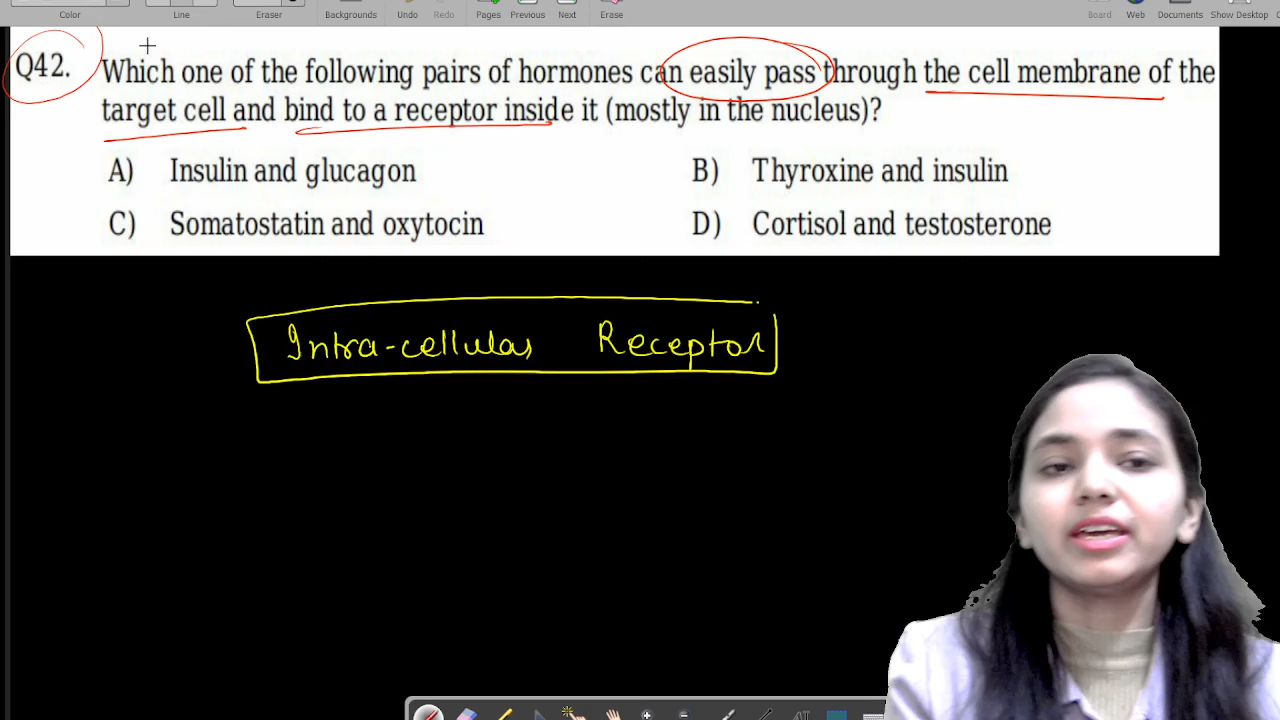 Color Line Eraser Backgrounds Undo Redo Pages Previous Next Erase Board Web Documents Show Desktop
Q42. Which one of the following pairs of hormones can easily pass through the cell membrane of the
target cell and bind to a receptor inside it (mostly in the nucleus)?
A) Insulin and glucagon B) Thyroxine and insulin
C) Somatostatin and oxytocin D) Cortisol and testosterone
Intra-cellular Receptor